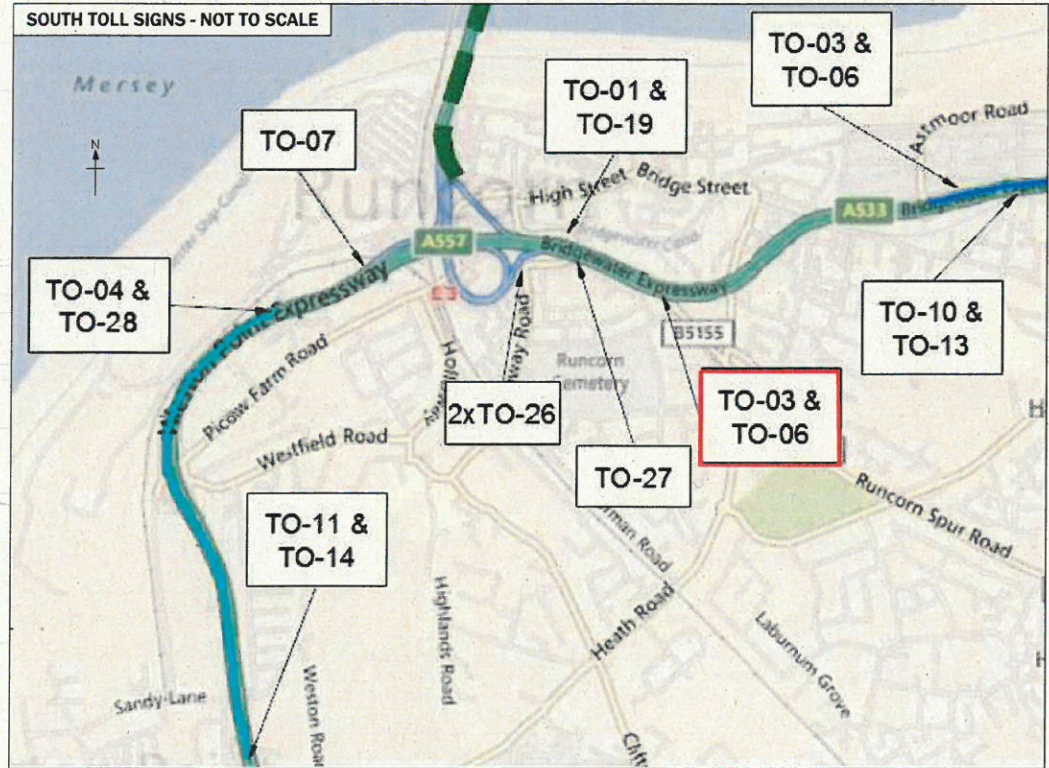 SOUTH TOLL SIGNS - NOT TO SCALE
Mersey
N
TO-07
TO-01 &
TO-19
TO-03 &
TO-06
Astmoor Road
High Street
Bridge Street
Runcorn
A533
A557
Bridgewater Expressway
TO-04 &
TO-28
Expressway
B5155
TO-10 &
TO-13
Picow Farm Road
Runcorn
Cemetery
2xTO-26
TO-03 &
TO-06
Westfield Road
TO-27
Runcorn Spur Road
TO-11 &
TO-14
Highlands Road
Heath Road
Laburnum Grove
Sandy Lane
Weston Road